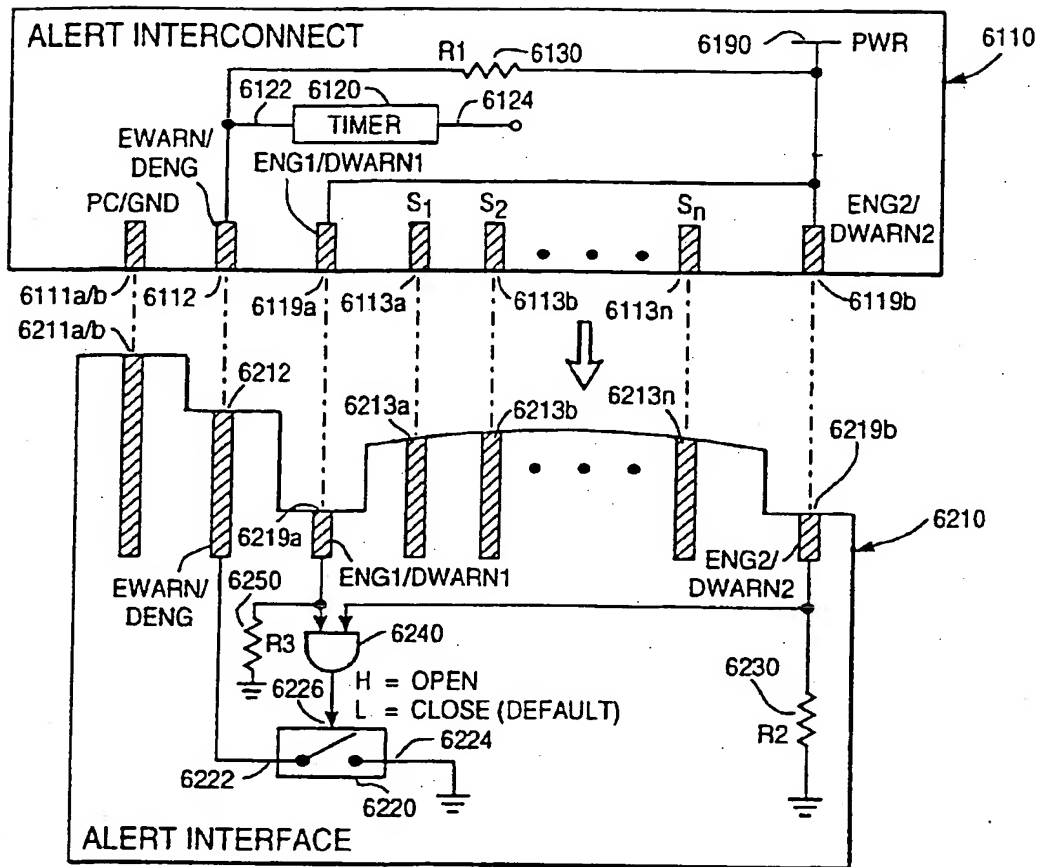 ALERT INTERCONNECT
R1
6130
6190
PWR
6110
6122
6120
6124
TIMER
EWARN/
DENG
ENG1/DWARN1
PC/GND
S1
S2
Sn
ENG2/
DWARN2
6111a/b
6112
6119a
6113a
6113b
6113n
6119b
6211a/b
6212
6213a
6213b
6213n
6219b
6219a
6210
EWARN/
DENG
ENG1/DWARN1
ENG2/
DWARN2
6250
R3
6240
H = OPEN
L = CLOSE (DEFAULT)
6226
6224
6230
R2
6222
6220
ALERT INTERFACE